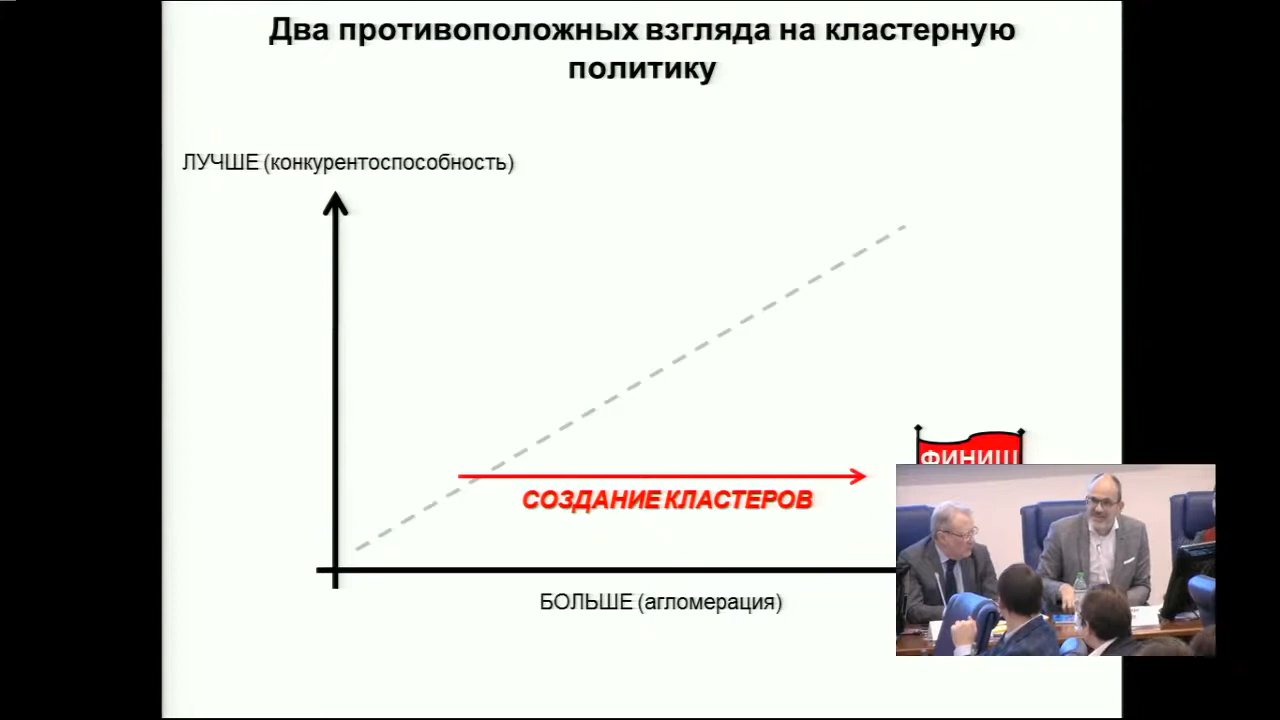 Два противоположных взгляда на кластерную
политику
ЛУЧШЕ (конкурентоспособность)
ФИНИШ
СОЗДАНИЕ КЛАСТЕРОВ
БОЛЬШЕ (агломерация)